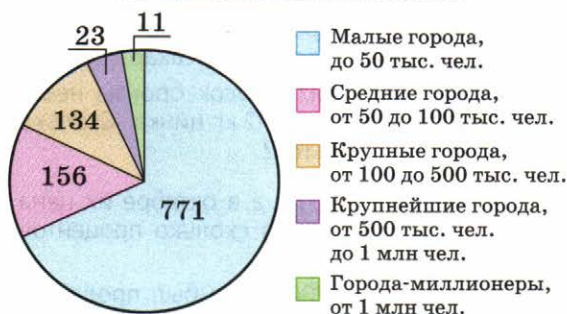 23
11
134
156
771
Малые города,
до 50 тыс. чел.
Средние города,
от 50 до 100 тыс. чел.
Крупные города,
от 100 до 500 тыс. чел.
Крупнейшие города,
от 500 тыс. чел.
до 1 млн чел.
Города-миллионеры,
от 1 млн чел.